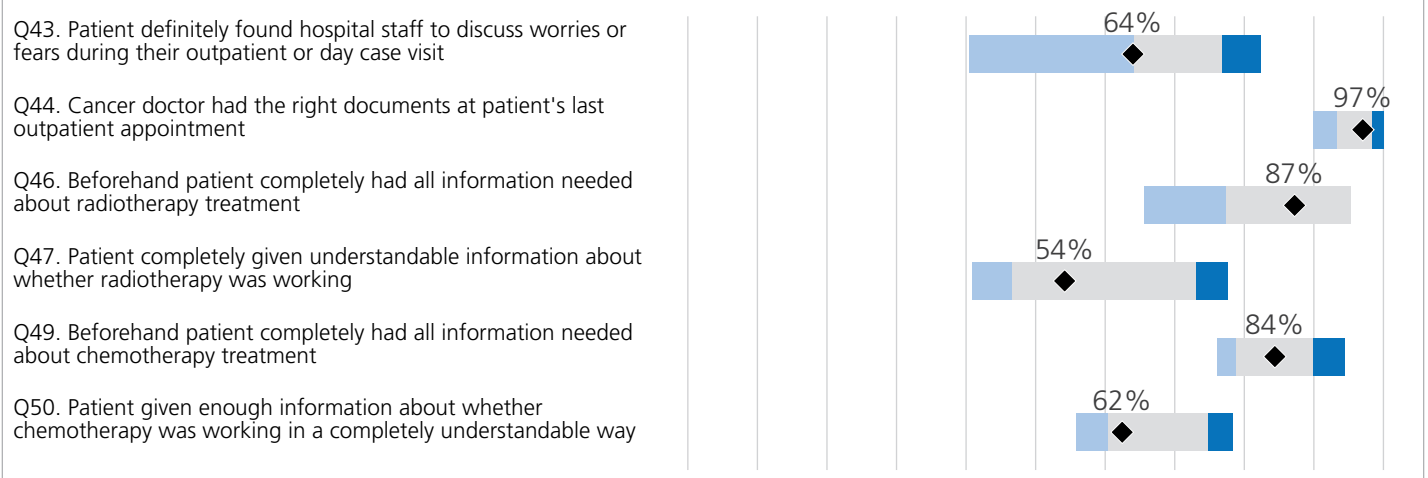 64%
Q43. Patient definitely found hospital staff to discuss worries or
fears during their outpatient or day case visit
97%
Q44. Cancer doctor had the right documents at patient's last
outpatient appointment
87%
Q46. Beforehand patient completely had all information needed
about radiotherapy treatment
54%
Q47. Patient completely given understandable information about
whether radiotherapy was working
84%
Q49. Beforehand patient completely had all information needed
about chemotherapy treatment
62%
Q50. Patient given enough information about whether
chemotherapy was working in a completely understandable way